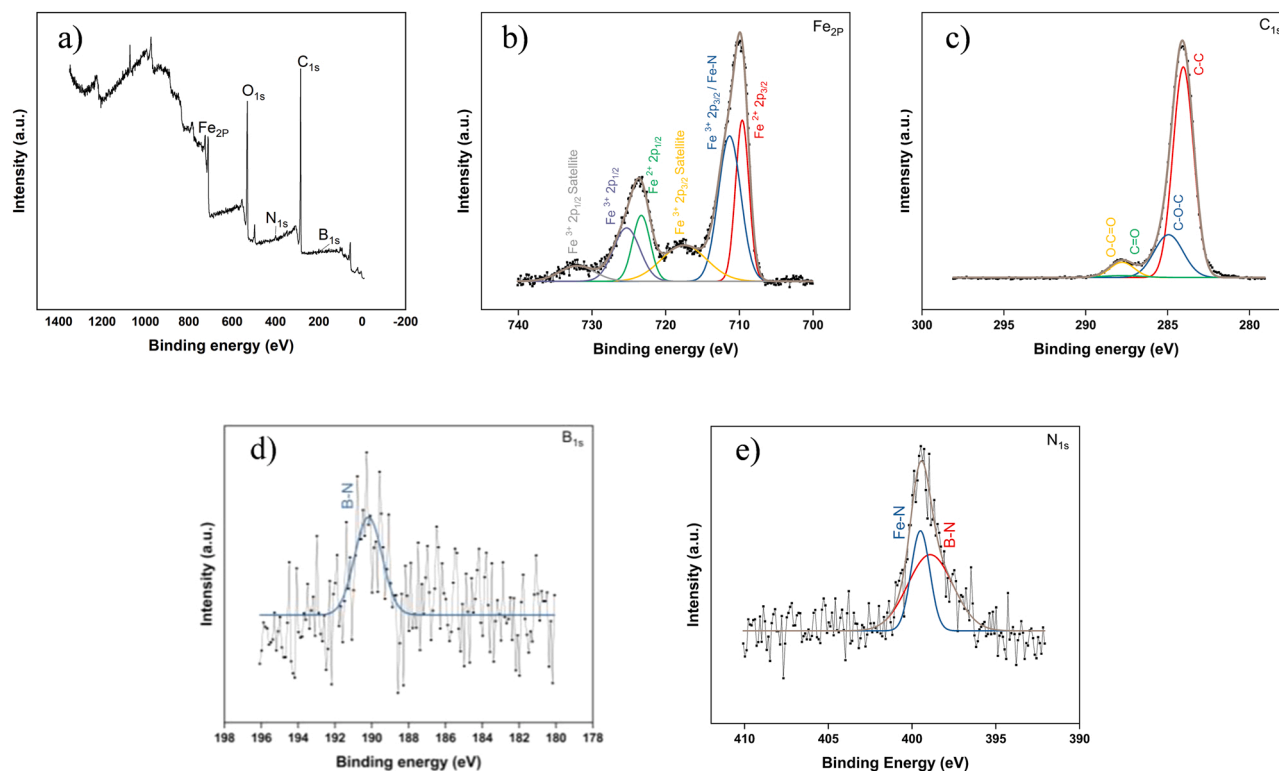 a)
C1s
O1s
Fe2P
N1s
B1s
Intensity (a.u.)
1400 1200 1000 800 600 400 200 0 -200
Binding energy (eV)
b)
Fe2P
Fe 3+ 2p1/2 Satellite
Fe 3+ 2p1/2
Fe 2+ 2p1/2
Fe 3+ 2p3/2 Satellite
Fe 3+ 2p3/2 / Fe-N
Fe 2+ 2p3/2
Intensity (a.u.)
740 730 720 710 700
Binding energy (eV)
c)
C1s
C-C
C-O-C
C=O
O-C=O
Intensity (a.u.)
300 295 290 285 280
Binding energy (eV)
d)
B1s
B-N
Intensity (a.u.)
198 196 194 192 190 188 186 184 182 180 178
Binding energy (eV)
e)
N1s
Fe-N
B-N
Intensity (a.u.)
410 405 400 395 390
Binding Energy (eV)